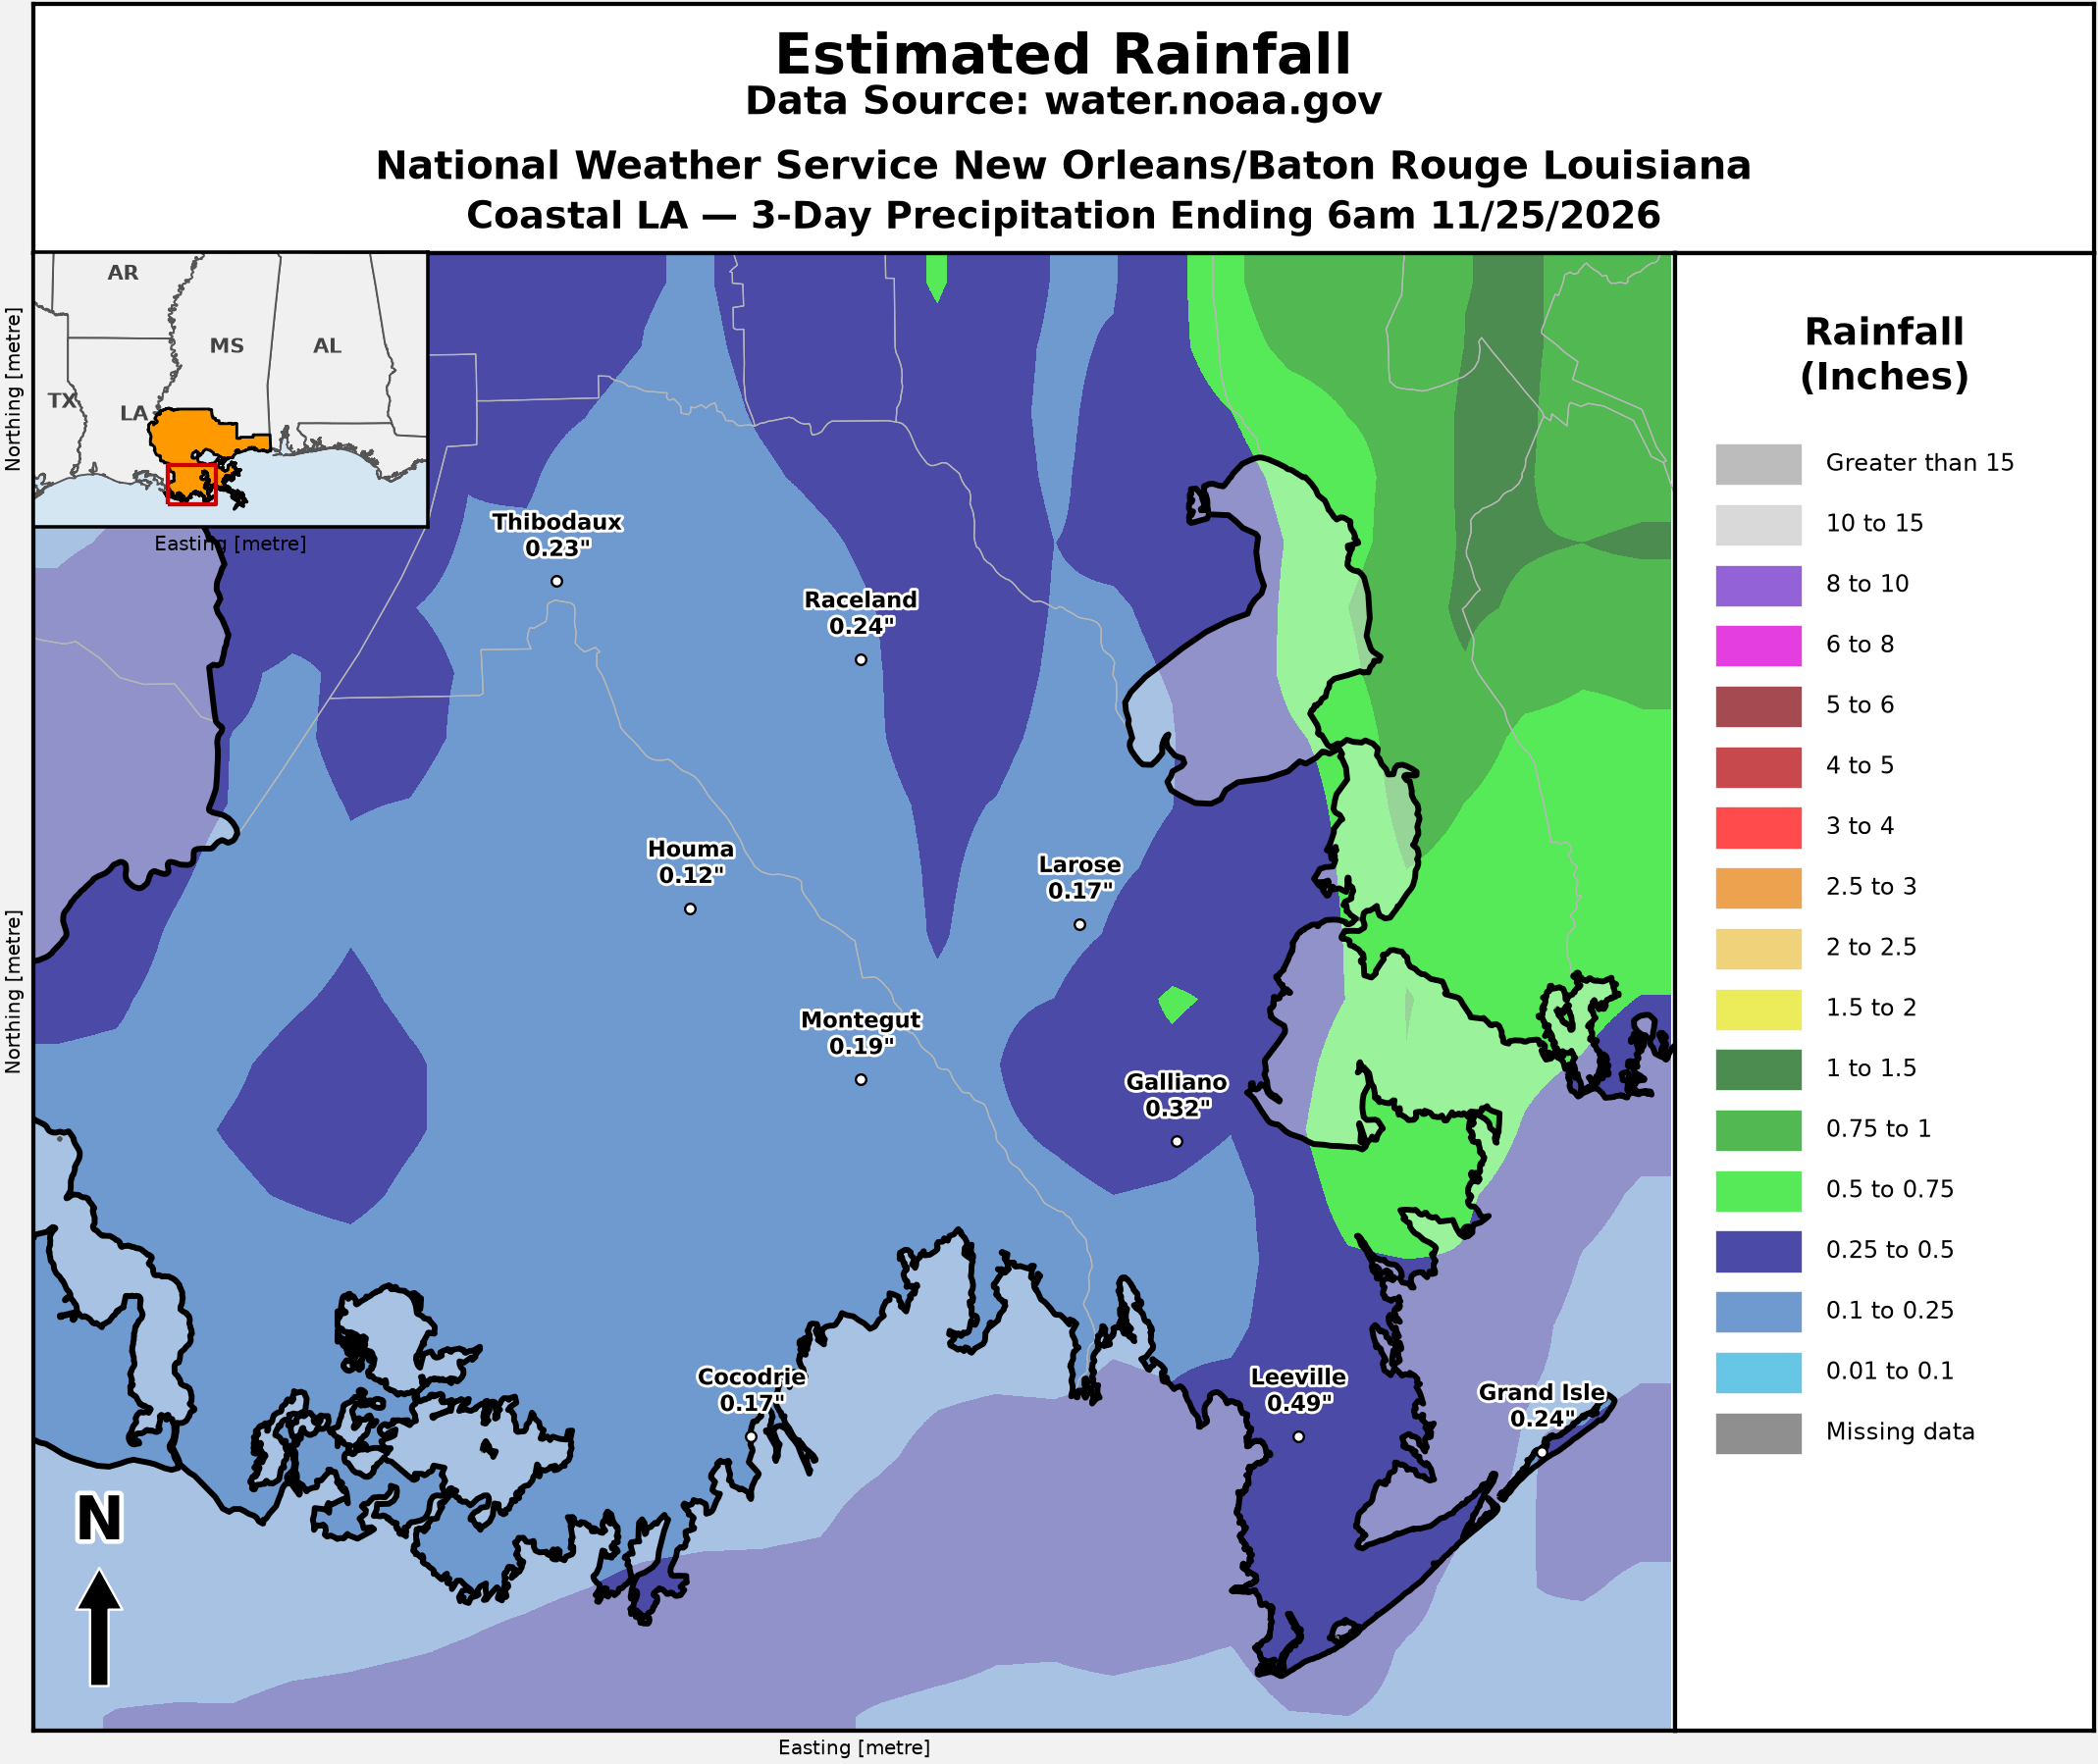 Estimated Rainfall
Data Source: water.noaa.gov
National Weather Service New Orleans/Baton Rouge Louisiana
Coastal LA — 3-Day Precipitation Ending 6am 11/25/2026
Northing [metre]
AR
MS
AL
TX
LA
Easting [metre]
Thibodaux
0.23"
Raceland
0.24"
Houma
0.12"
Larose
0.17"
Northing [metre]
Montegut
0.19"
Galliano
0.32"
Cocodrie
0.17"
Leeville
0.49"
Grand Isle
0.24"
N
Easting [metre]
Rainfall
(Inches)
Greater than 15
10 to 15
8 to 10
6 to 8
5 to 6
4 to 5
3 to 4
2.5 to 3
2 to 2.5
1.5 to 2
1 to 1.5
0.75 to 1
0.5 to 0.75
0.25 to 0.5
0.1 to 0.25
0.01 to 0.1
Missing data